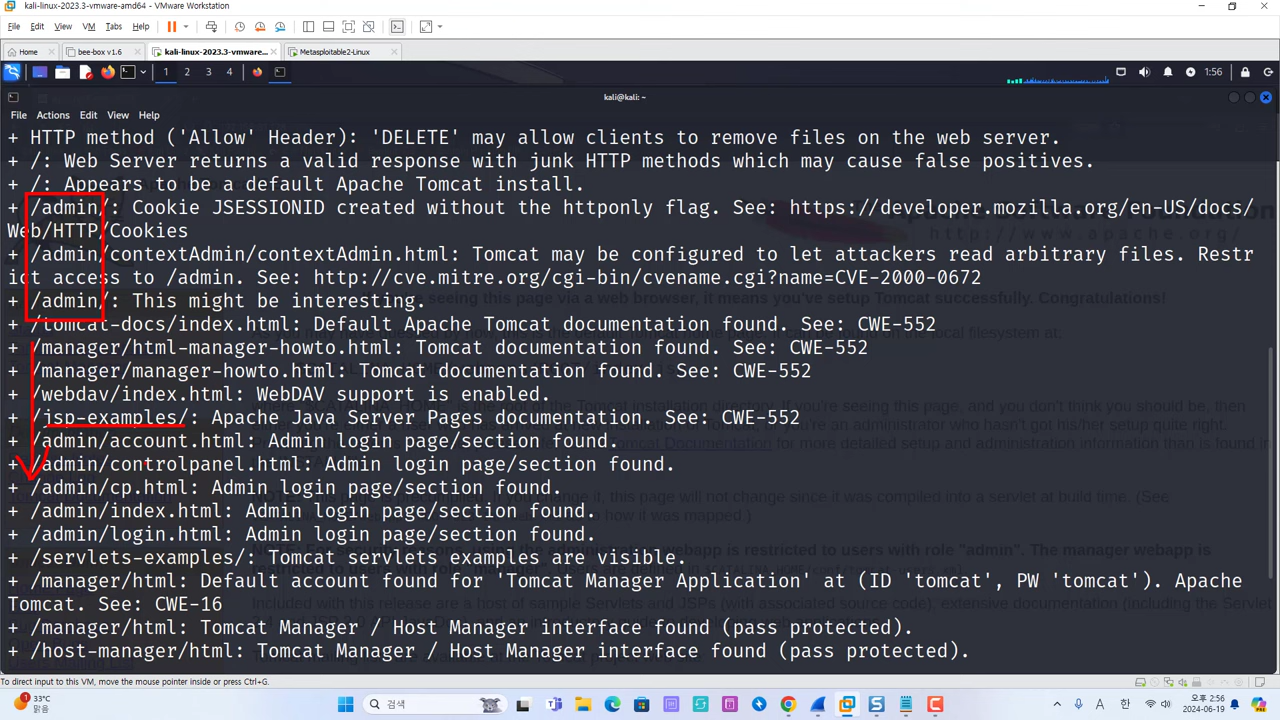 kali-linux-2023.3-vmware-amd64 - VMware Workstation
File Edit View VM Tabs Help
Home bee-box v1.6 kali-linux-2023.3-vmware... Metasploitable2-Linux
1 2 3 4 1:56
kali@kali: ~
File Actions Edit View Help
+ HTTP method ('Allow' Header): 'DELETE' may allow clients to remove files on the web server.
+ /: Web Server returns a valid response with junk HTTP methods which may cause false positives.
+ /: Appears to be a default Apache Tomcat install.
+ /admin/: Cookie JSESSIONID created without the httponly flag. See: https://developer.mozilla.org/en-US/docs/
Web/HTTP/Cookies
+ /admin/contextAdmin/contextAdmin.html: Tomcat may be configured to let attackers read arbitrary files. Restr
ict access to /admin. See: http://cve.mitre.org/cgi-bin/cvename.cgi?name=CVE-2000-0672
+ /admin/: This might be interesting.
+ /tomcat-docs/index.html: Default Apache Tomcat documentation found. See: CWE-552
+ /manager/html-manager-howto.html: Tomcat documentation found. See: CWE-552
+ /manager/manager-howto.html: Tomcat documentation found. See: CWE-552
+ /webdav/index.html: WebDAV support is enabled.
+ /jsp-examples/: Apache Java Server Pages documentation. See: CWE-552
+ /admin/account.html: Admin login page/section found.
+ /admin/controlpanel.html: Admin login page/section found.
+ /admin/cp.html: Admin login page/section found.
+ /admin/index.html: Admin login page/section found.
+ /admin/login.html: Admin login page/section found.
+ /servlets-examples/: Tomcat servlets examples are visible.
+ /manager/html: Default account found for 'Tomcat Manager Application' at (ID 'tomcat', PW 'tomcat'). Apache
Tomcat. See: CWE-16
+ /manager/html: Tomcat Manager / Host Manager interface found (pass protected).
+ /host-manager/html: Tomcat Manager / Host Manager interface found (pass protected).
To direct input to this VM, move the mouse pointer inside or press Ctrl+G.
33°C
맑음
검색
A 한
오후 2:56
2024-06-19